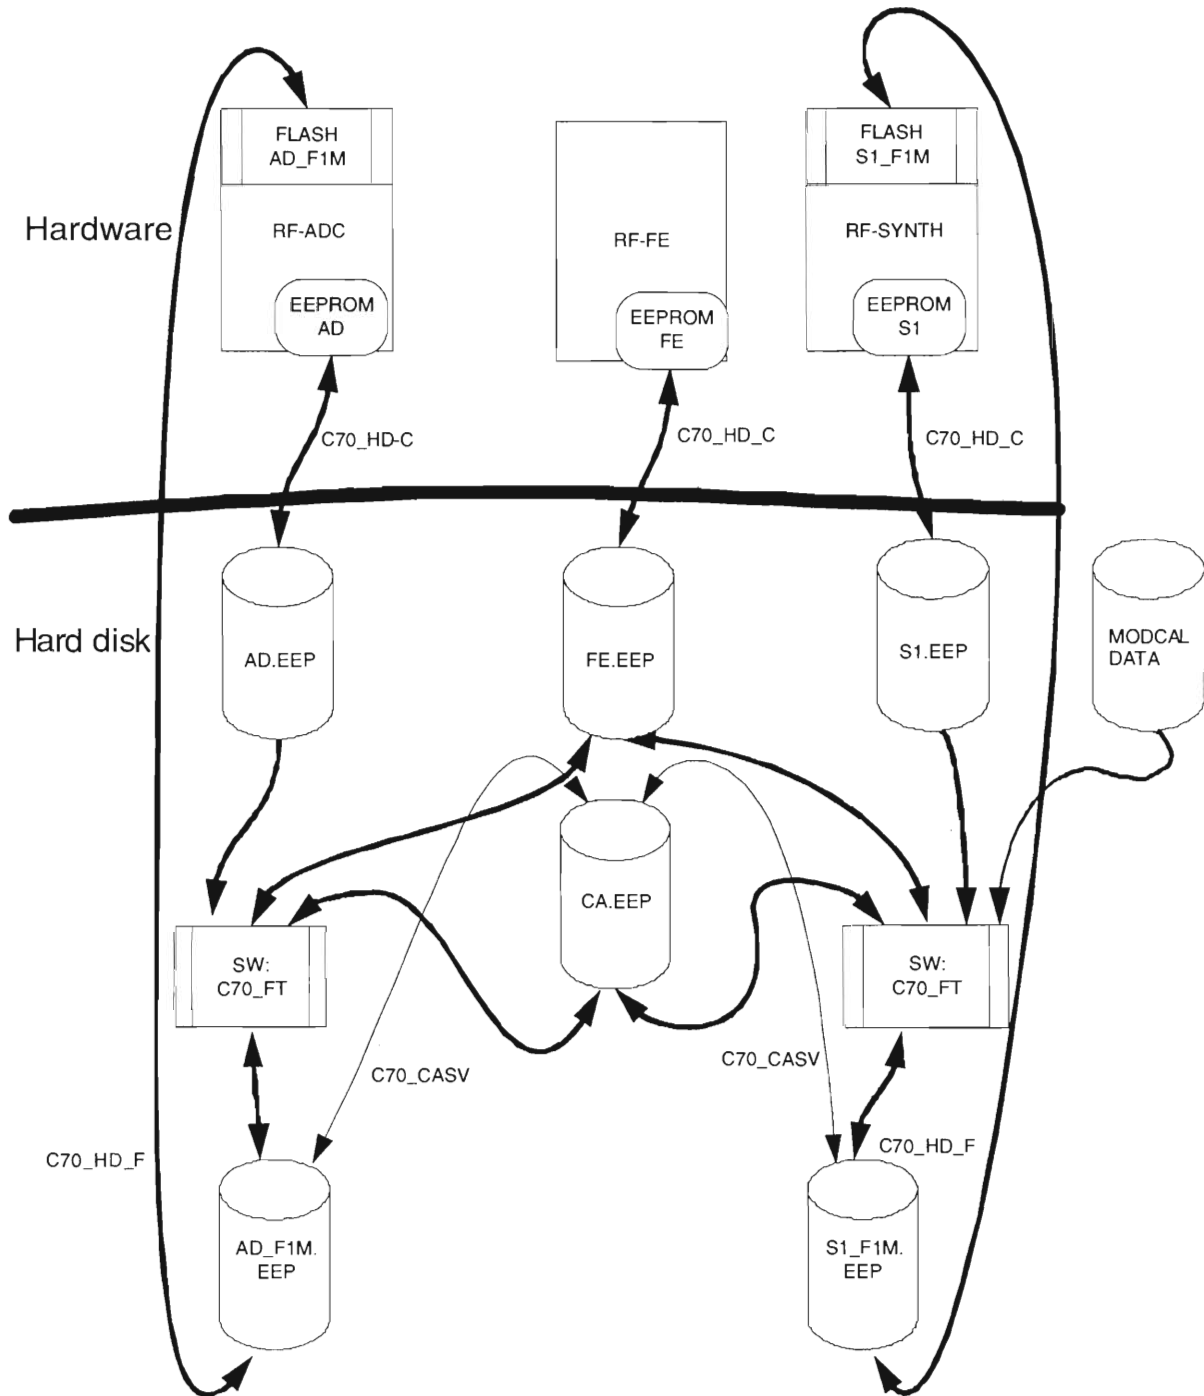 FLASH
AD_F1M
FLASH
S1_F1M
Hardware
RF-ADC
RF-FE
RF-SYNTH
EEPROM
AD
EEPROM
FE
EEPROM
S1
C70_HD-C
C70_HD_C
C70_HD_C
Hard disk
AD.EEP
FE.EEP
S1.EEP
MODCAL
DATA
CA.EEP
SW:
C70_FT
SW:
C70_FT
C70_CASV
C70_CASV
C70_HD_F
C70_HD_F
AD_F1M.
EEP
S1_F1M.
EEP